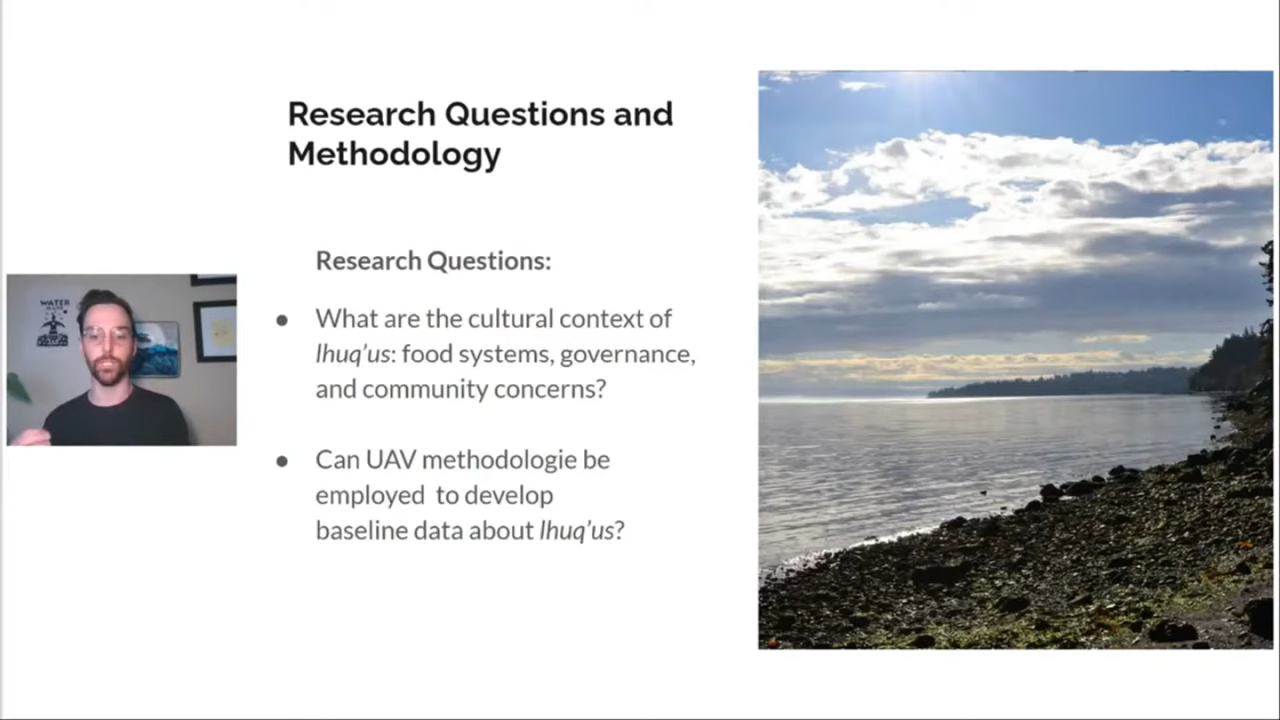 Research Questions and
Methodology
Research Questions:
● What are the cultural context of
lhuq’us: food systems, governance,
and community concerns?
● Can UAV methodologie be
employed  to develop
baseline data about lhuq’us?
WATER